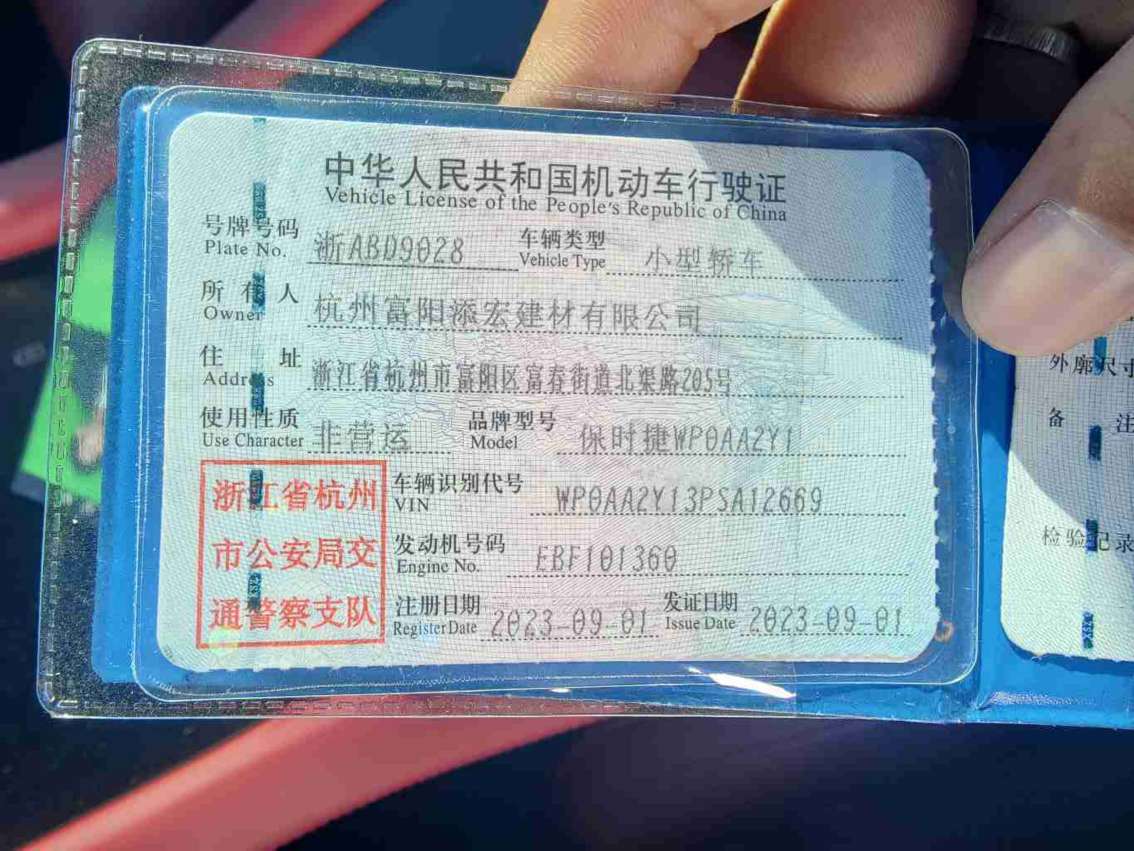 中华人民共和国机动车行驶证
Vehicle License of the People's Republic of China
号牌号码 浙ABD9028 车辆类型 小型轿车
Plate No. Vehicle Type
所有人 杭州富阳添宏建材有限公司
Owner
住址 浙江省杭州市富阳区富春街道北渠路205号
Address
使用性质 非营运 品牌型号 保时捷WP0AA2Y1
Use Character Model
浙江省杭州
市公安局交
通警察支队
车辆识别代号 WP0AA2Y13PSA12669
VIN
发动机号码 EBF101360
Engine No.
注册日期 2023-09-01 发证日期 2023-09-01
Register Date Issue Date
外廓尺寸
备注
检验记录